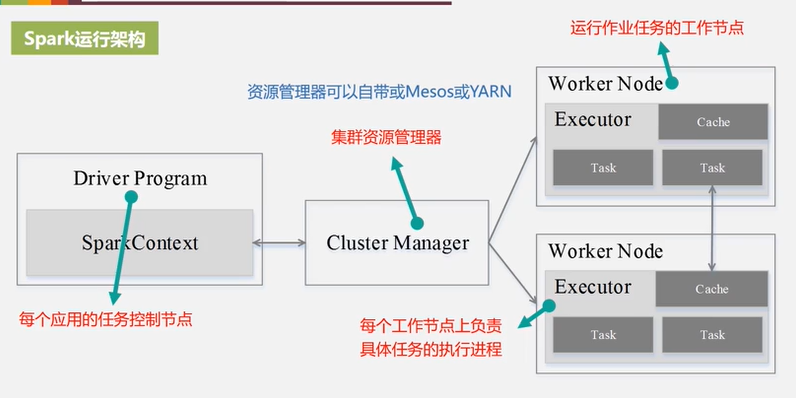 Spark运行架构
运行作业任务的工作节点
资源管理器可以自带或Mesos或YARN
集群资源管理器
Worker Node
Executor
Cache
Task
Task
Driver Program
SparkContext
Cluster Manager
Worker Node
Executor
Cache
Task
Task
每个应用的任务控制节点
每个工作节点上负责
具体任务的执行进程